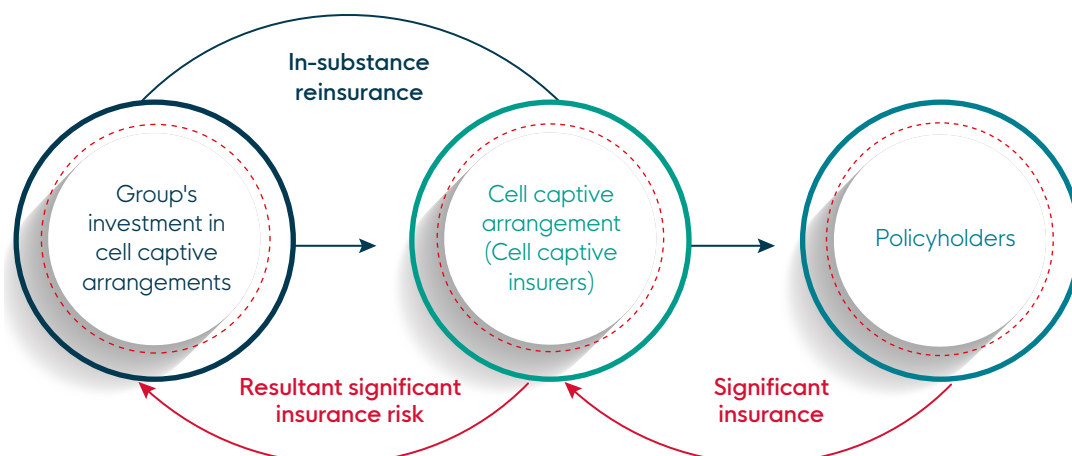 In-substance
reinsurance
Group's
investment in
cell captive
arrangements
Cell captive
arrangement
(Cell captive
insurers)
Policyholders
Resultant significant
insurance risk
Significant
insurance